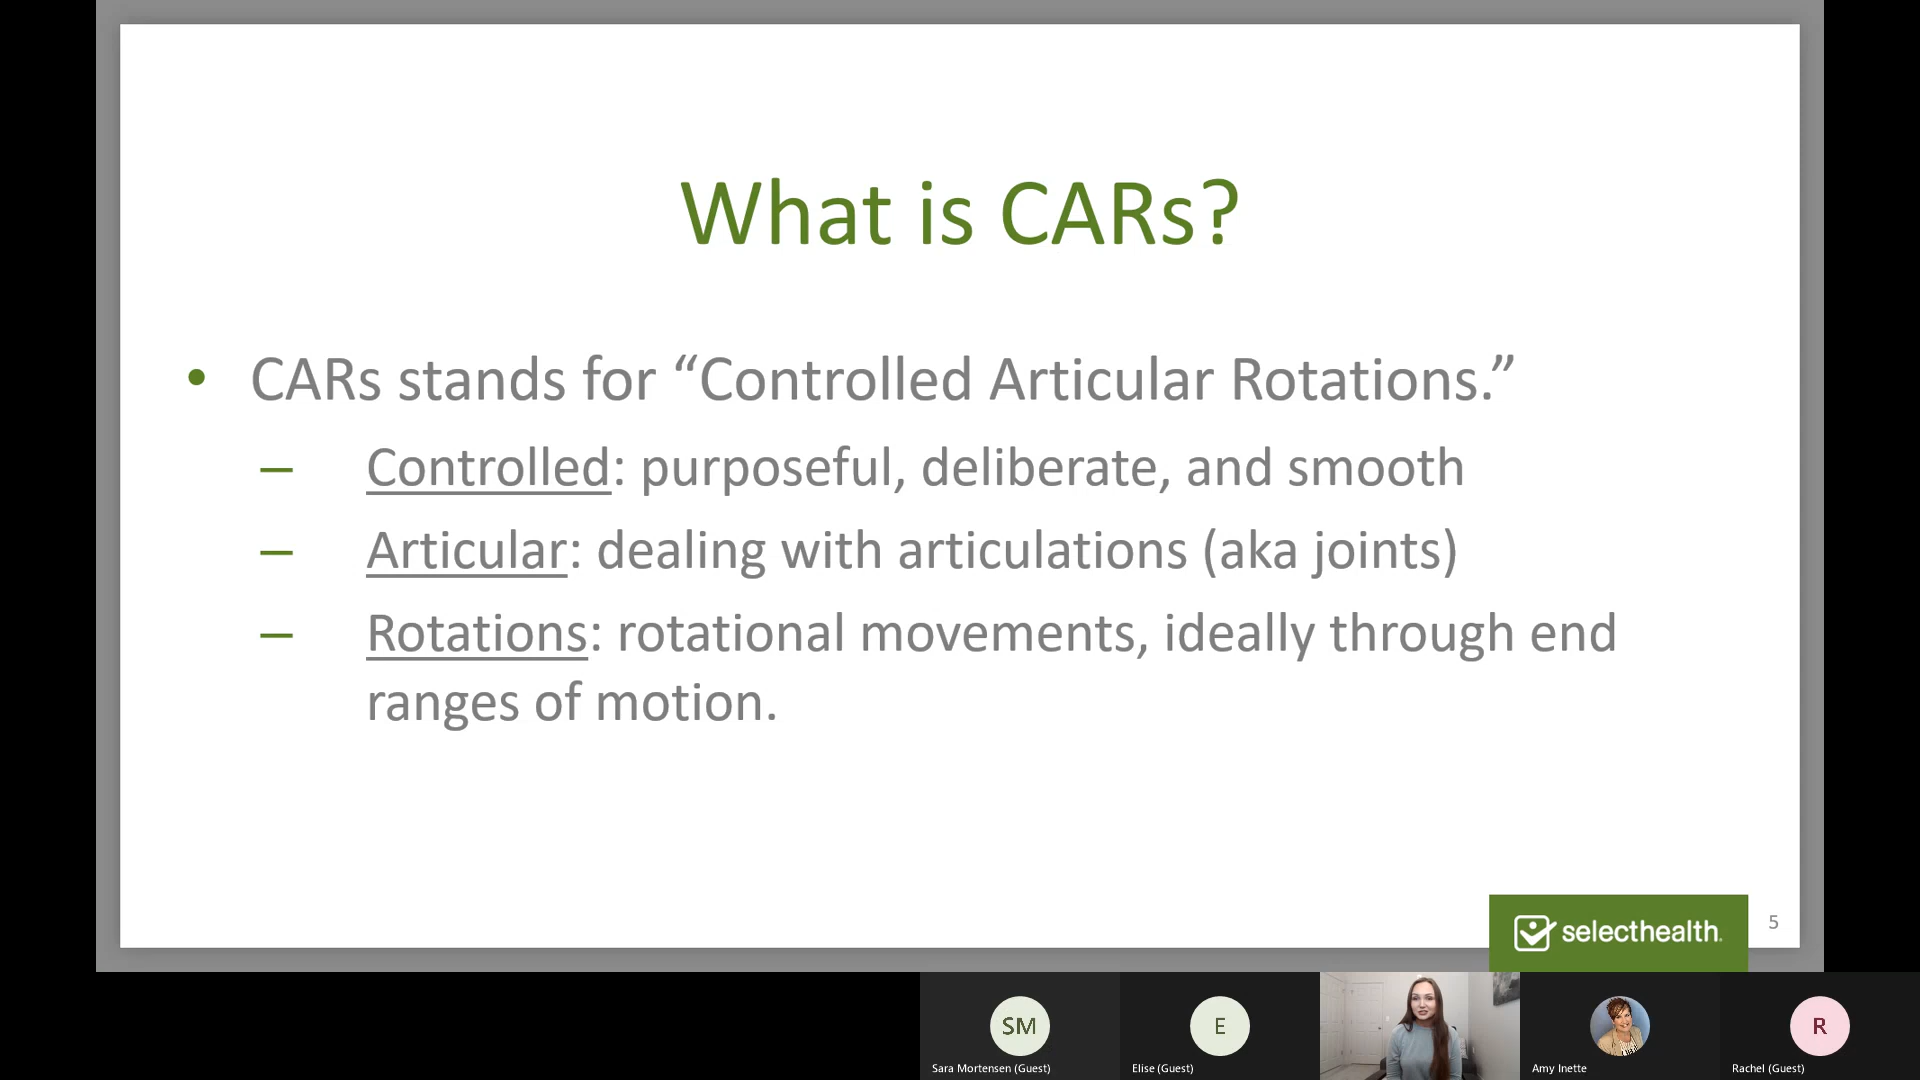 What is CARs?
• CARs stands for “Controlled Articular Rotations.”
– Controlled: purposeful, deliberate, and smooth
– Articular: dealing with articulations (aka joints)
– Rotations: rotational movements, ideally through end
ranges of motion.
selecthealth.
5
SM
Sara Mortensen (Guest)
E
Elise (Guest)
Amy Inette
R
Rachel (Guest)